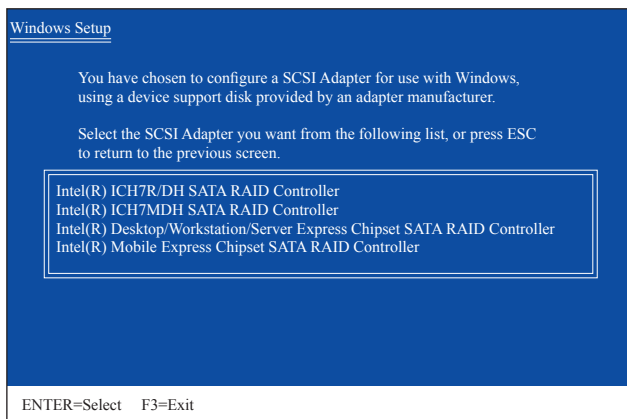 Windows Setup
You have chosen to configure a SCSI Adapter for use with Windows,
using a device support disk provided by an adapter manufacturer.
Select the SCSI Adapter you want from the following list, or press ESC
to return to the previous screen.
Intel(R) ICH7R/DH SATA RAID Controller
Intel(R) ICH7MDH SATA RAID Controller
Intel(R) Desktop/Workstation/Server Express Chipset SATA RAID Controller
Intel(R) Mobile Express Chipset SATA RAID Controller
ENTER=Select F3=Exit